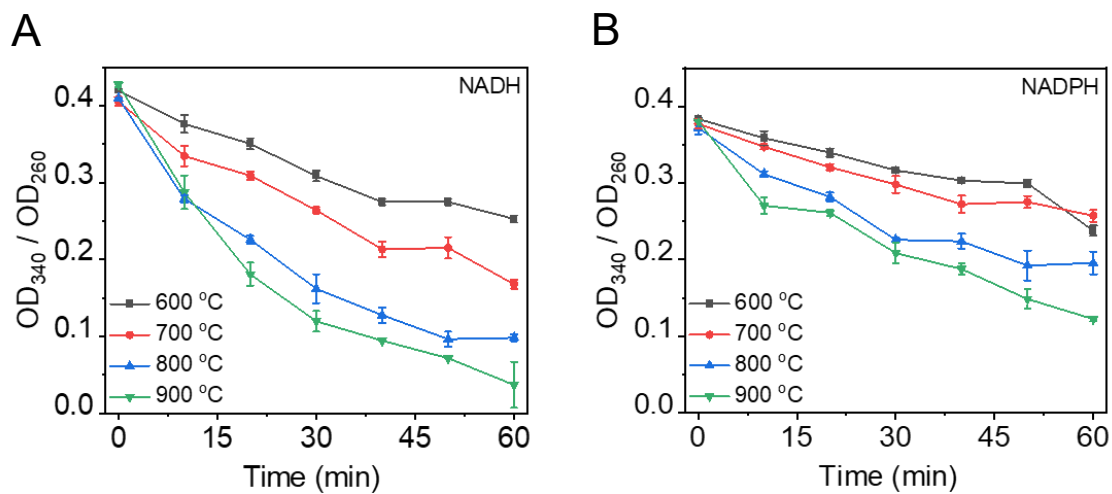 A
NADH
0.4
0.3
0.2
0.1
0.0
OD340 / OD260
600 °C
700 °C
800 °C
900 °C
0 15 30 45 60
Time (min)
B
NADPH
0.4
0.3
0.2
0.1
0.0
OD340 / OD260
600 °C
700 °C
800 °C
900 °C
0 15 30 45 60
Time (min)